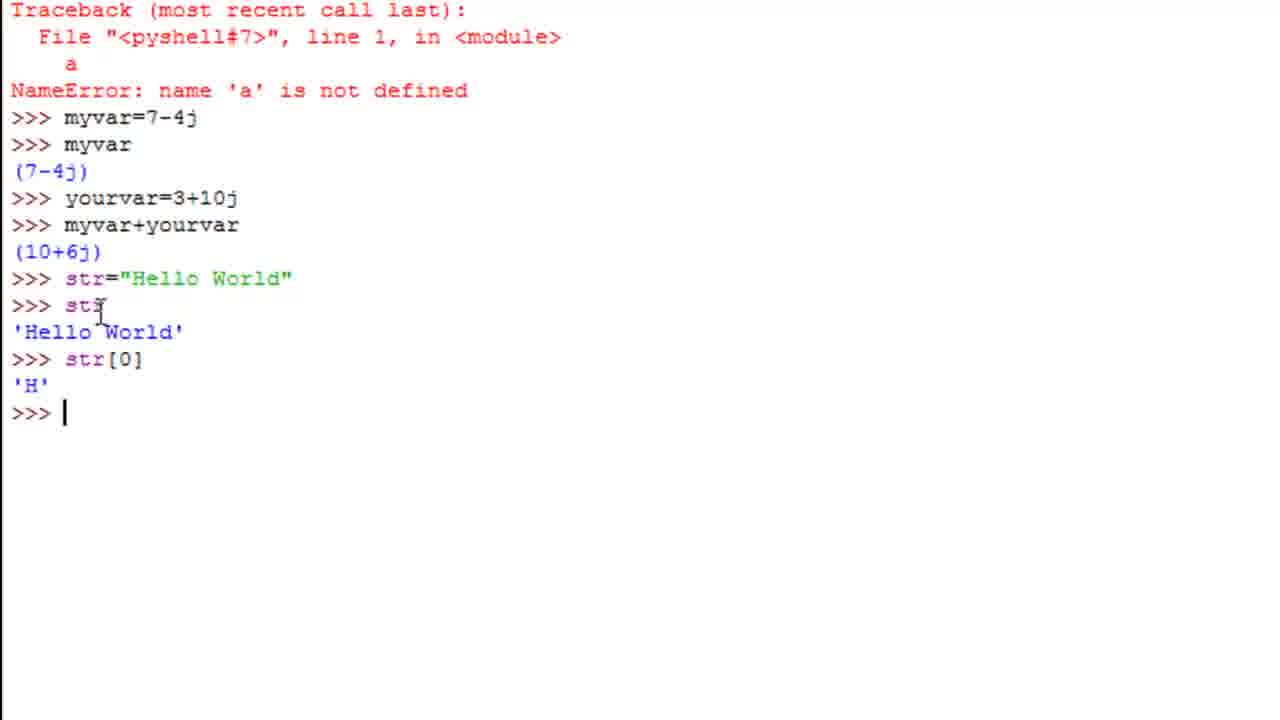 Traceback (most recent call last):
  File "<pyshell#7>", line 1, in <module>
    a
NameError: name 'a' is not defined
>>> myvar=7-4j
>>> myvar
(7-4j)
>>> yourvar=3+10j
>>> myvar+yourvar
(10+6j)
>>> str="Hello World"
>>> str
'Hello World'
>>> str[0]
'H'
>>>